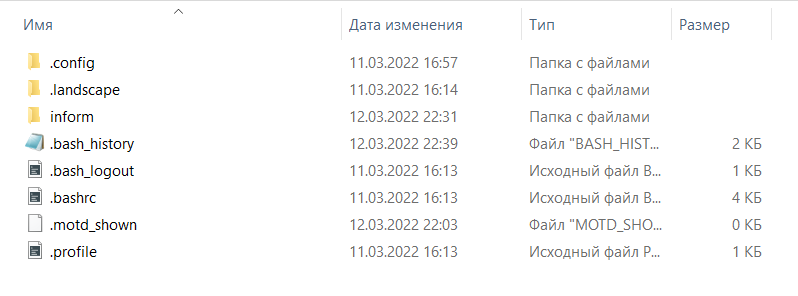 Имя Дата изменения Тип Размер
.config 11.03.2022 16:57 Папка с файлами
.landscape 11.03.2022 16:14 Папка с файлами
inform 12.03.2022 22:31 Папка с файлами
.bash_history 12.03.2022 22:39 Файл "BASH_HIST... 2 КБ
.bash_logout 11.03.2022 16:13 Исходный файл B... 1 КБ
.bashrc 11.03.2022 16:13 Исходный файл B... 4 КБ
.motd_shown 12.03.2022 22:03 Файл "MOTD_SHO... 0 КБ
.profile 11.03.2022 16:13 Исходный файл P... 1 КБ